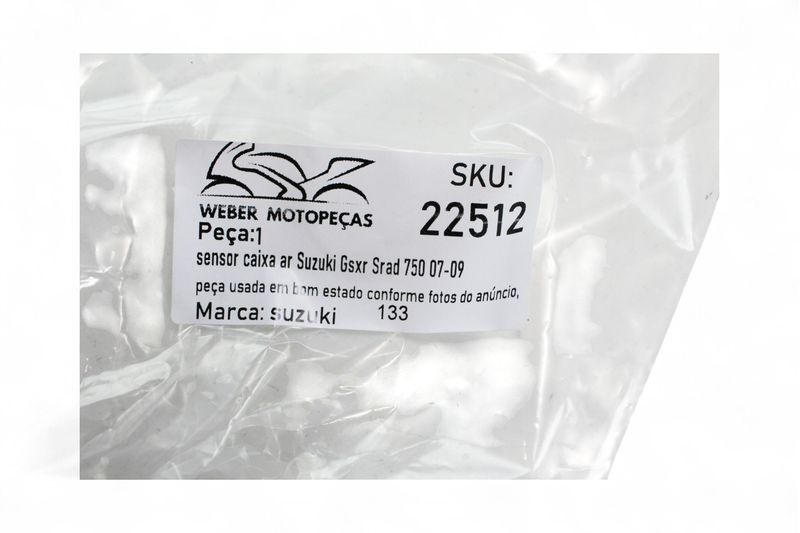 WEBER MOTOPEÇAS
SKU:
22512
Peça:1
sensor caixa ar Suzuki Gsxr Srad 750 07-09
peça usada em bom estado conforme fotos do anúncio,
Marca: suzuki 133